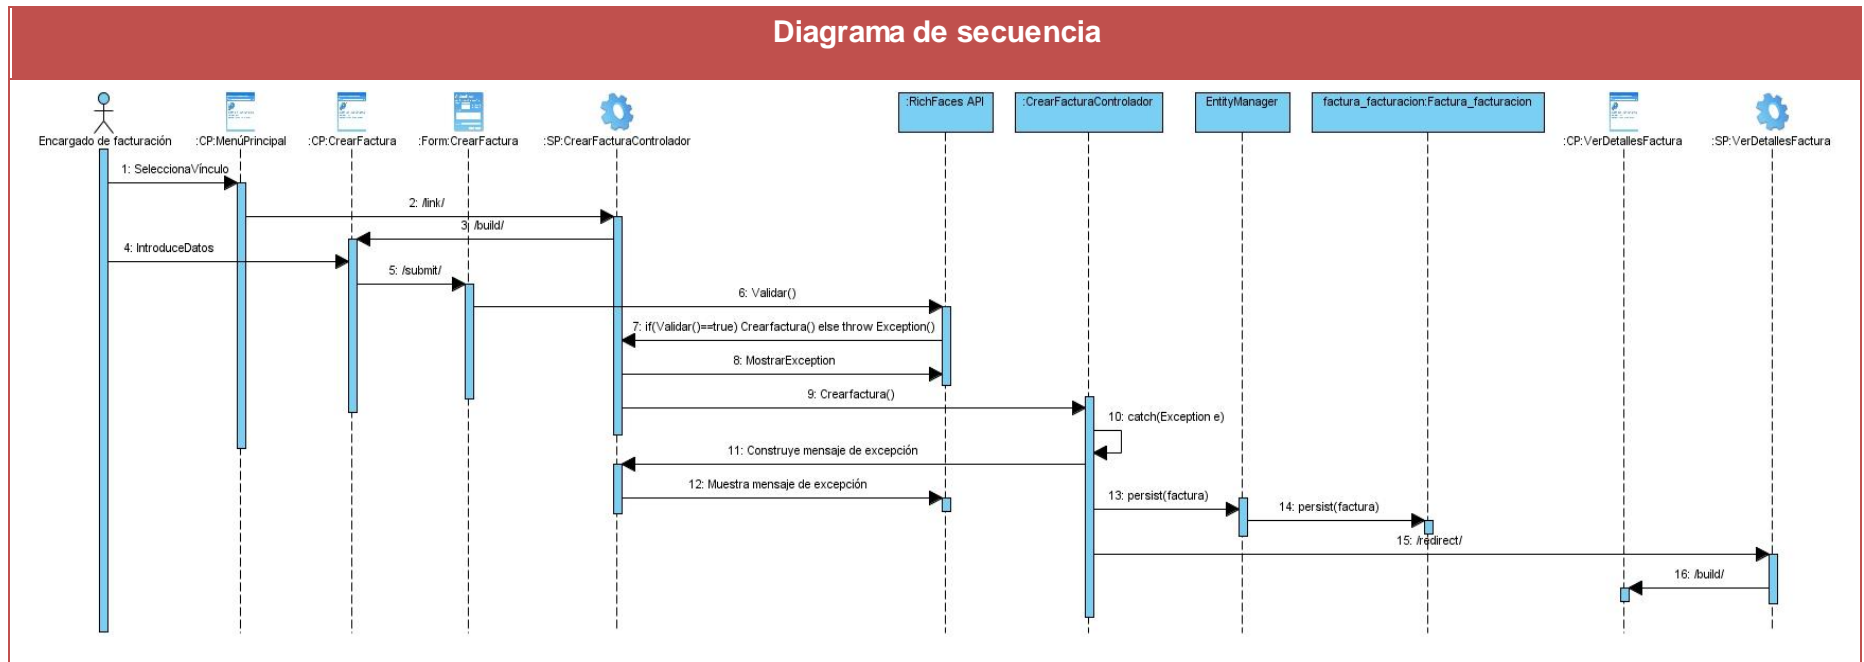 Diagrama de secuencia
:RichFaces API
:CrearFacturaControlador
EntityManager
factura_facturacion:Factura_facturacion
Encargado de facturación
:CP:MenúPrincipal
:CP:CrearFactura
:Form:CrearFactura
:SP:CrearFacturaControlador
:CP:VerDetallesFactura
:SP:VerDetallesFactura
1: SeleccionaVínculo
2: /link/
3: /build/
4: IntroduceDatos
5: /submit/
6: Validar()
7: if(Validar()==true) Crearfactura() else throw Exception()
8: MostrarException
9: Crearfactura()
10: catch(Exception e)
11: Construye mensaje de excepción
12: Muestra mensaje de excepción
13: persist(factura)
14: persist(factura)
15: /redirect/
16: /build/